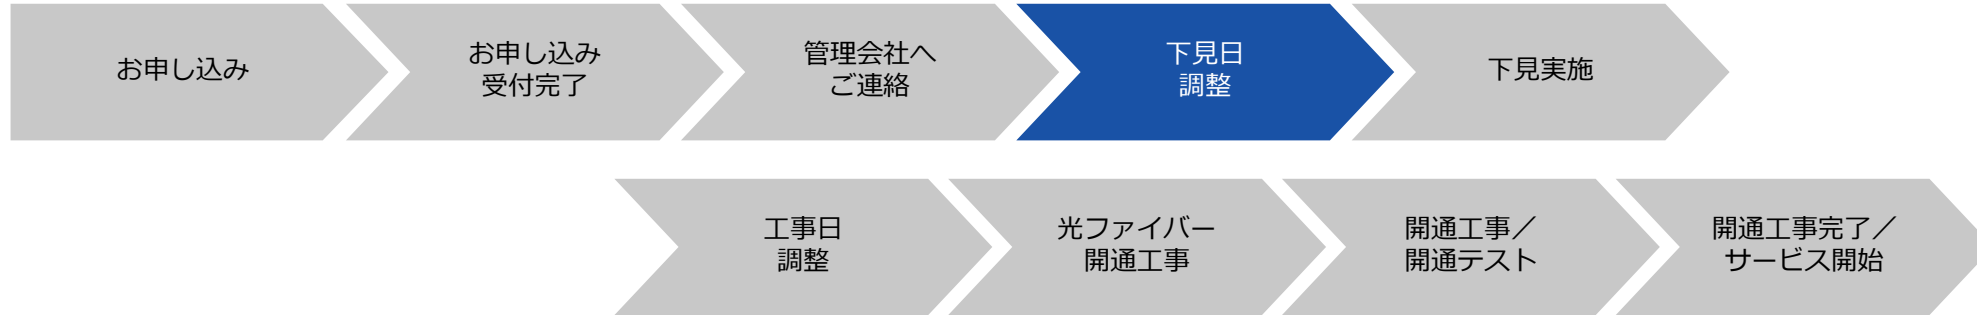 お申し込み
お申し込み
受付完了
管理会社へ
ご連絡
下見日
調整
下見実施
工事日
調整
光ファイバー
開通工事
開通工事／
開通テスト
開通工事完了／
サービス開始